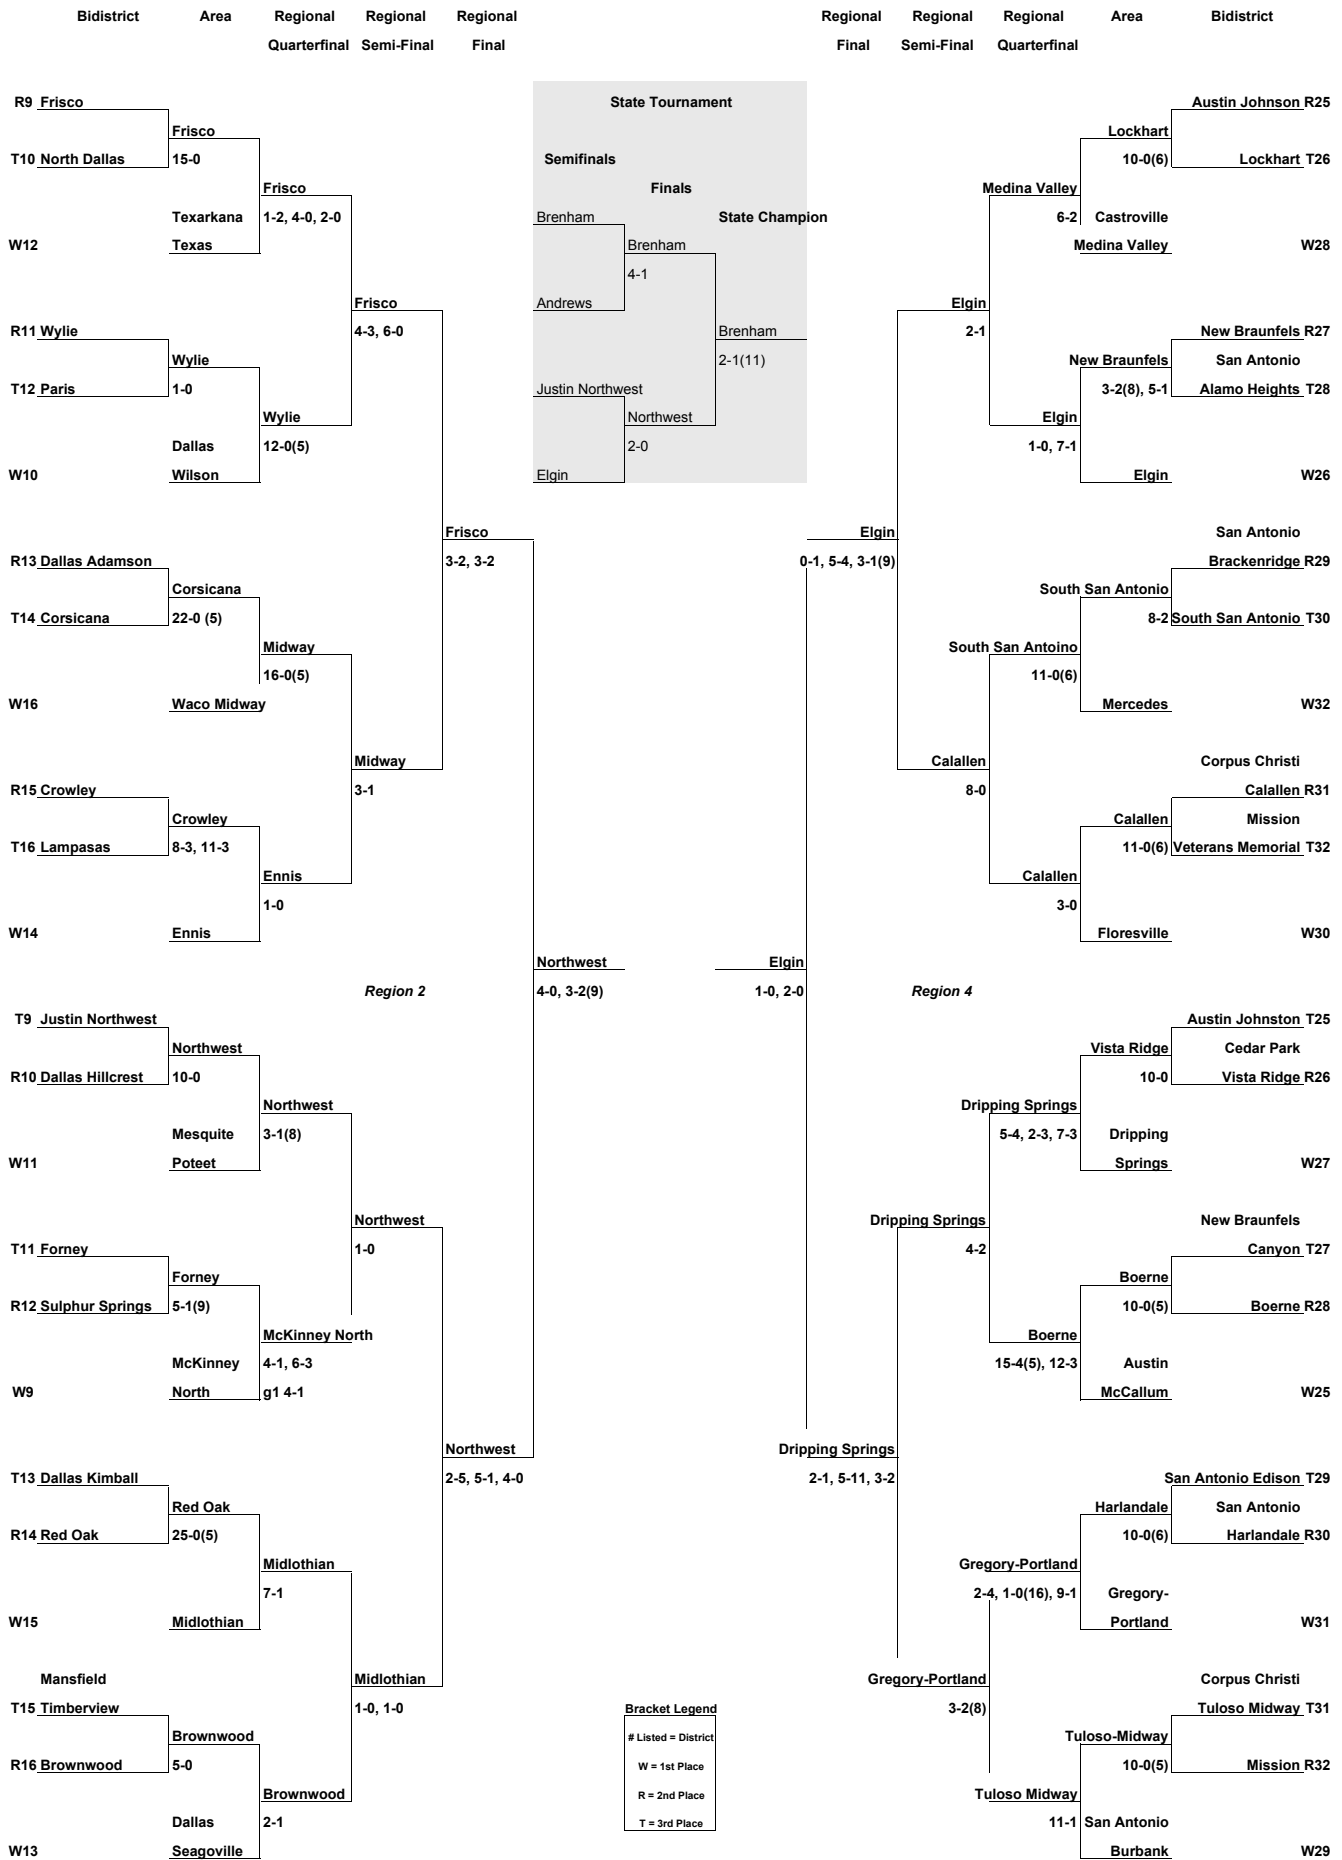 Bidistrict Area Regional Regional Regional Regional Regional Regional Area Bidistrict
Quarterfinal Semi-Final Final Final Semi-Final Quarterfinal
R9 Frisco State Tournament Austin Johnson R25
Frisco Lockhart
T10 North Dallas 15-0 Semifinals 10-0(6) Lockhart T26
Frisco Finals Medina Valley
Texarkana 1-2, 4-0, 2-0 Brenham State Champion 6-2 Castroville
W12 Texas Brenham Medina Valley W28
4-1
Frisco Andrews Elgin
R11 Wylie 4-3, 6-0 Brenham 2-1 New Braunfels R27
Wylie 2-1(11) New Braunfels San Antonio
T12 Paris 1-0 Justin Northwest 3-2(8), 5-1 Alamo Heights T28
Wylie Northwest Elgin
Dallas 12-0(5) 2-0 1-0, 7-1
W10 Wilson Elgin Elgin W26
Frisco Elgin San Antonio
R13 Dallas Adamson 3-2, 3-2 0-1, 5-4, 3-1(9) Brackenridge R29
Corsicana South San Antonio
T14 Corsicana 22-0 (5) 8-2 South San Antonio T30
Midway South San Antoino
16-0(5) 11-0(6)
W16 Waco Midway Mercedes W32
Midway Calallen Corpus Christi
R15 Crowley 3-1 8-0 Calallen R31
Crowley Calallen Mission
T16 Lampasas 8-3, 11-3 11-0(6) Veterans Memorial T32
Ennis Calallen
1-0 3-0
W14 Ennis Floresville W30
Northwest Elgin
Region 2 4-0, 3-2(9) 1-0, 2-0 Region 4
T9 Justin Northwest Austin Johnston T25
Northwest Vista Ridge Cedar Park
R10 Dallas Hillcrest 10-0 10-0 Vista Ridge R26
Northwest Dripping Springs
Mesquite 3-1(8) 5-4, 2-3, 7-3 Dripping
W11 Poteet Springs W27
Northwest Dripping Springs New Braunfels
T11 Forney 1-0 4-2 Canyon T27
Forney Boerne
R12 Sulphur Springs 5-1(9) 10-0(5) Boerne R28
McKinney North Boerne
McKinney 4-1, 6-3 15-4(5), 12-3 Austin
W9 North g1 4-1 McCallum W25
Northwest Dripping Springs
T13 Dallas Kimball 2-5, 5-1, 4-0 2-1, 5-11, 3-2 San Antonio Edison T29
Red Oak Harlandale San Antonio
R14 Red Oak 25-0(5) 10-0(6) Harlandale R30
Midlothian Gregory-Portland
7-1 2-4, 1-0(16), 9-1 Gregory-
W15 Midlothian Portland W31
Mansfield Midlothian Gregory-Portland Corpus Christi
T15 Timberview 1-0, 1-0 Bracket Legend 3-2(8) Tuloso Midway T31
Brownwood # Listed = District Tuloso-Midway
R16 Brownwood 5-0 W = 1st Place 10-0(5) Mission R32
Brownwood R = 2nd Place Tuloso Midway
Dallas 2-1 T = 3rd Place 11-1 San Antonio
W13 Seagoville Burbank W29